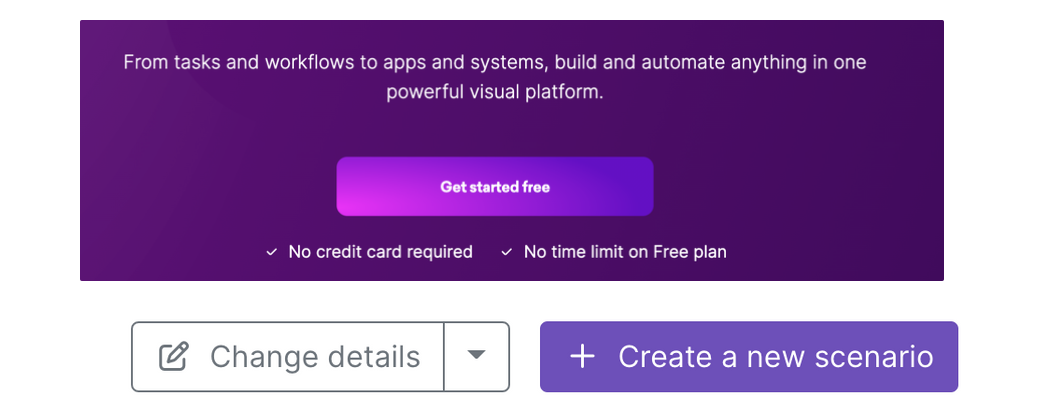 From tasks and workflows to apps and systems, build and automate anything in one
powerful visual platform.
Get started free
No credit card required
No time limit on Free plan
Change details
Create a new scenario